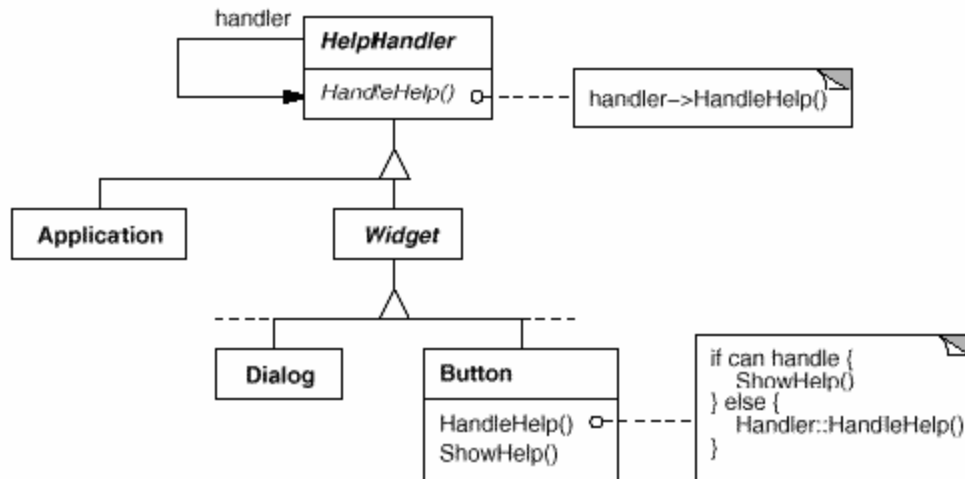 handler
HelpHandler
HandleHelp()
handler->HandleHelp()
Application
Widget
Dialog
Button
HandleHelp()
ShowHelp()
if can handle {
ShowHelp()
} else {
Handler::HandleHelp()
}